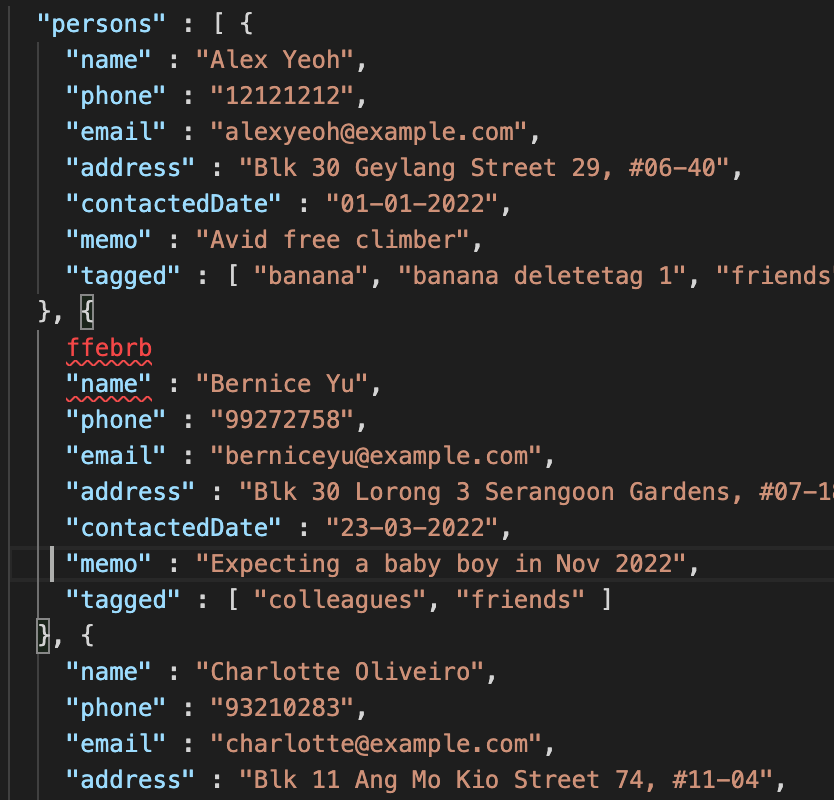 "persons" : [ {
"name" : "Alex Yeoh",
"phone" : "12121212",
"email" : "alexyeoh@example.com",
"address" : "Blk 30 Geylang Street 29, #06-40",
"contactedDate" : "01-01-2022",
"memo" : "Avid free climber",
"tagged" : [ "banana", "banana deletetag 1", "friends
}, {
ffebrb
"name" : "Bernice Yu",
"phone" : "99272758",
"email" : "berniceyu@example.com",
"address" : "Blk 30 Lorong 3 Serangoon Gardens, #07-18
"contactedDate" : "23-03-2022",
"memo" : "Expecting a baby boy in Nov 2022",
"tagged" : [ "colleagues", "friends" ]
}, {
"name" : "Charlotte Oliveiro",
"phone" : "93210283",
"email" : "charlotte@example.com",
"address" : "Blk 11 Ang Mo Kio Street 74, #11-04",